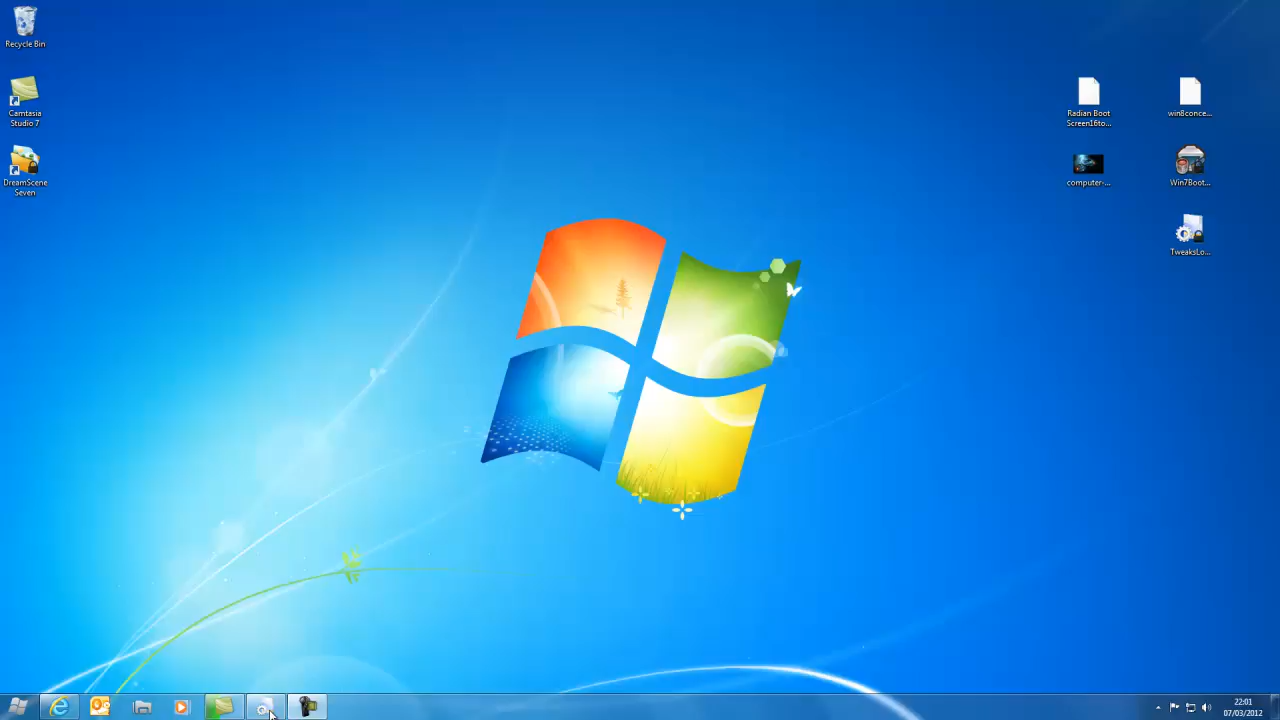 Recycle Bin
Camtasia
Studio 7
DreamScene
Seven
Radian Boot
Screen16to...
win8conce...
computer-...
Win7Boot...
TweaksLo...
22:01
07/03/2012